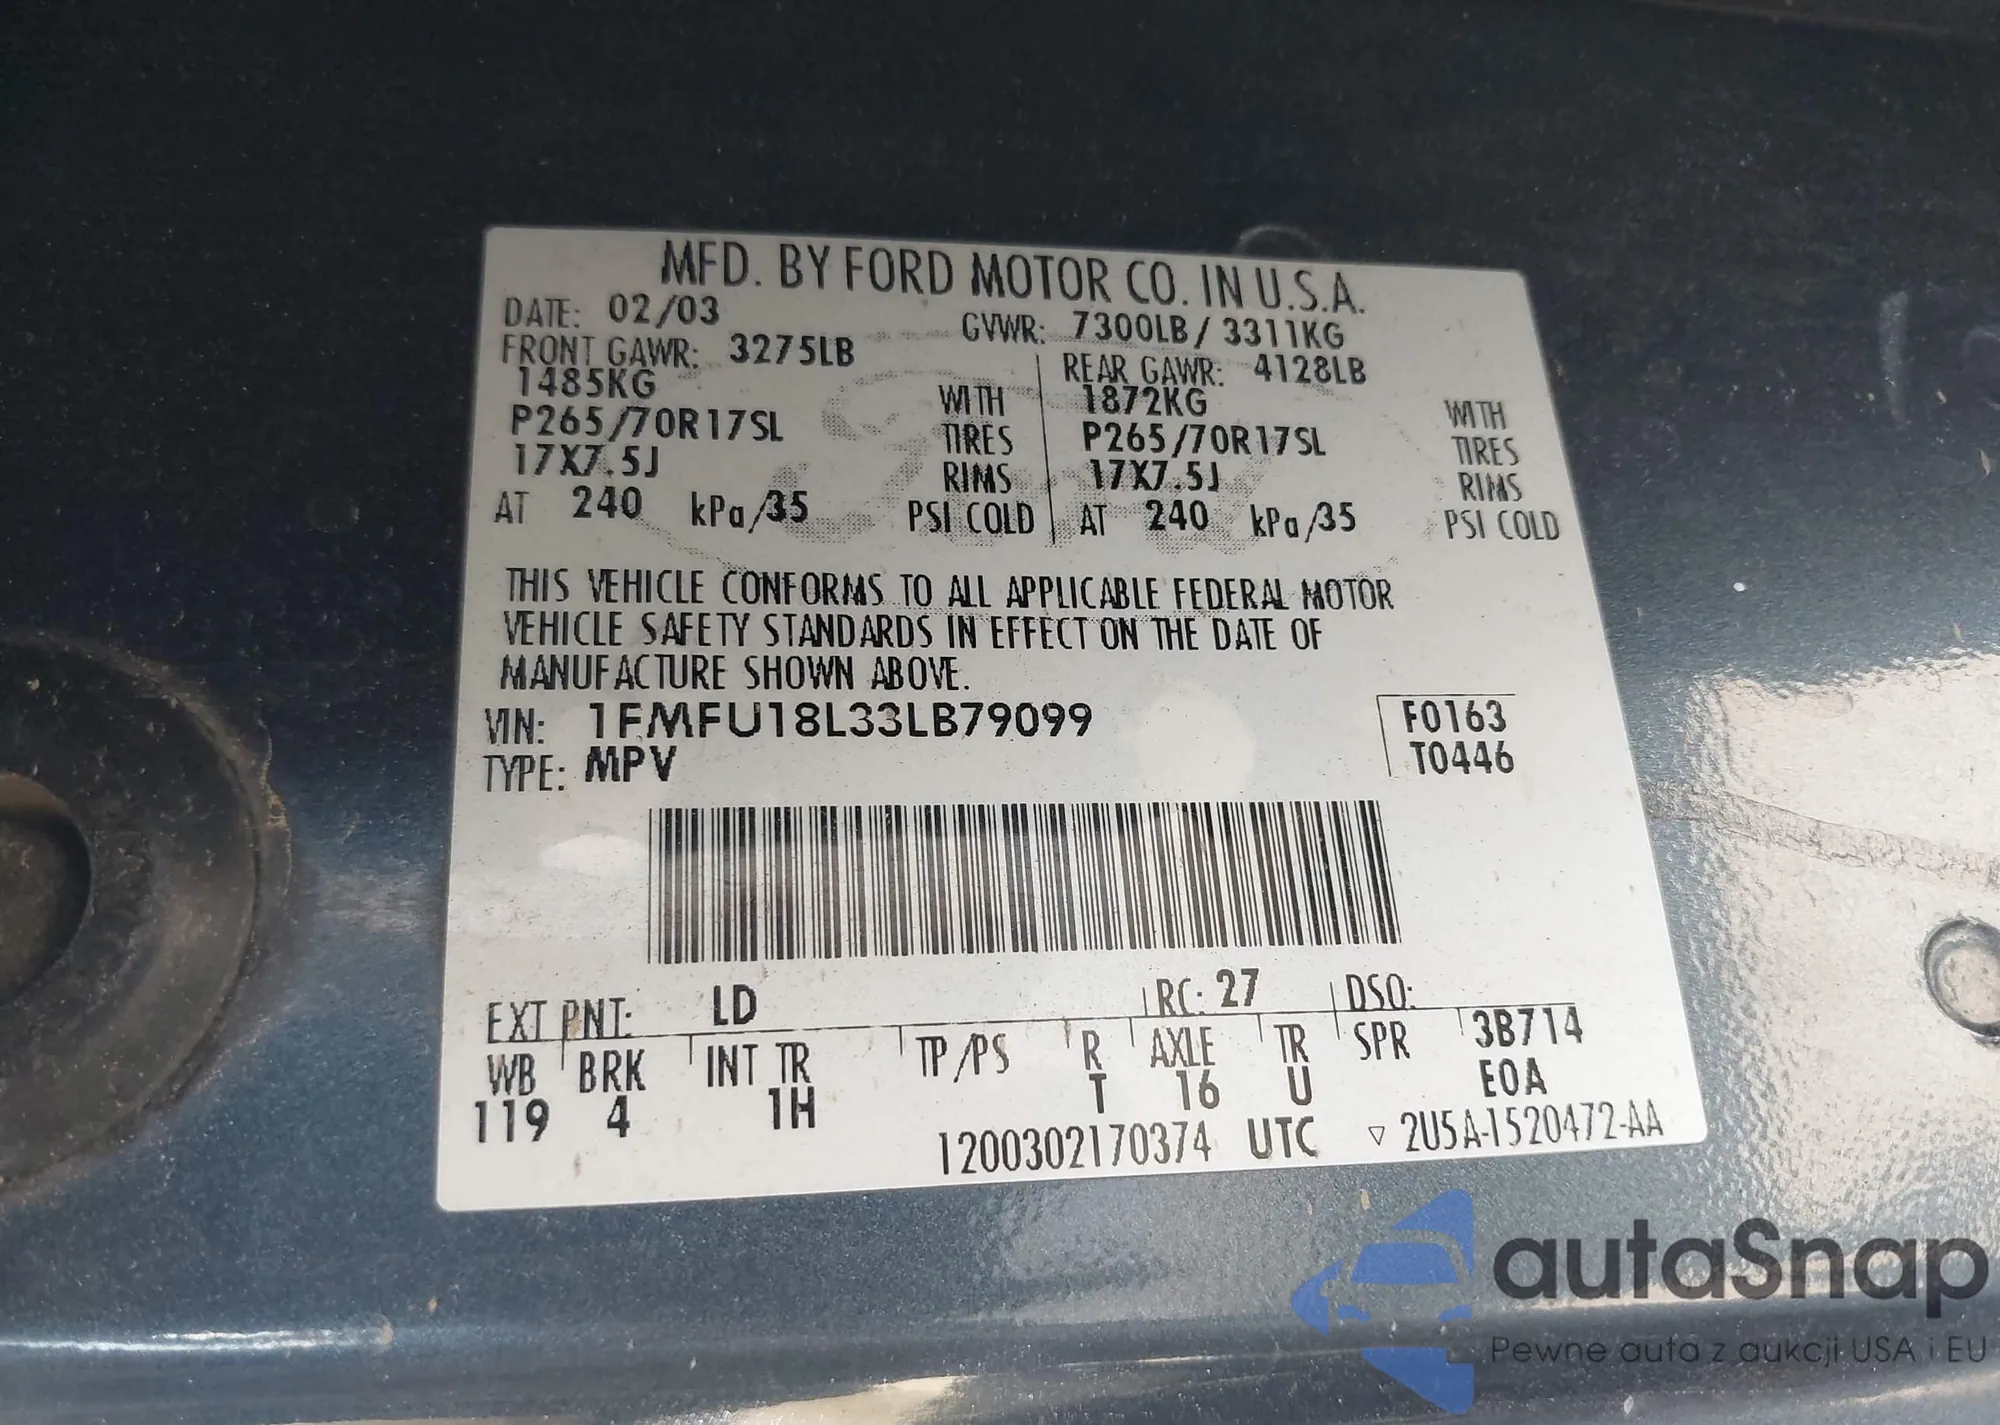 MFD. BY FORD MOTOR CO. IN U.S.A.
DATE: 02/03 GVWR: 7300LB/ 3311KG
FRONT GAWR: 3275LB REAR GAWR: 4128LB
1485KG WITH 1872KG WITH
P265/70R17SL TIRES P265/70R17SL TIRES
17X7.5J RIMS 17X7.5J RIMS
AT 240 kPa/35 PSI COLD AT 240 kPa/35 PSI COLD
THIS VEHICLE CONFORMS TO ALL APPLICABLE FEDERAL MOTOR
VEHICLE SAFETY STANDARDS IN EFFECT ON THE DATE OF
MANUFACTURE SHOWN ABOVE.
VIN: 1FMFU18L33LB79099 F0163
TYPE: MPV T0446
EXT PNT: LD RC: 27 DSO:
WB BRK INT TR TP/PS R AXLE TR SPR 3B714
119 4 1H T 16 U E0A
1200302170374 UTC ▽ 2U5A-1520472-AA
autaSnap
Pewne auta z aukcji USA i EU